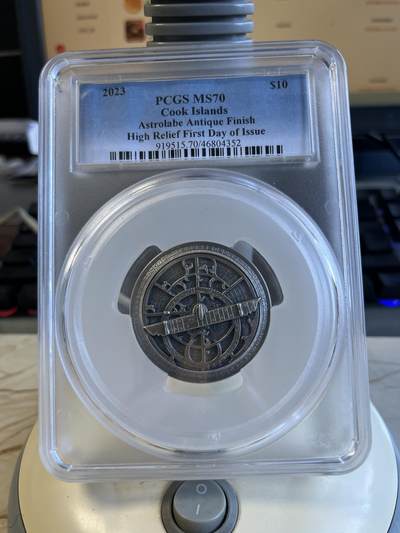 2023 $10
PCGS MS70
Cook Islands
Astrolabe Antique Finish
High Relief First Day of Issue
919515.70/46804352